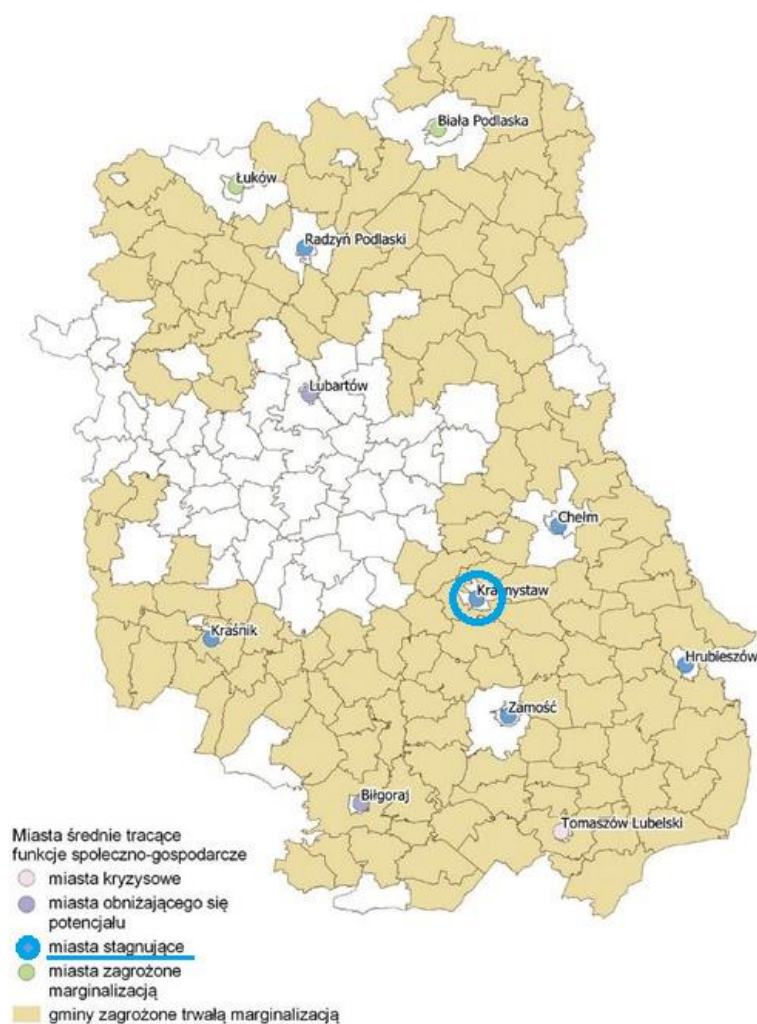 Biała Podlaska
Łuków
Radzyń Podlaski
Lubartów
Chełm
Krasnystaw
Kraśnik
Hrubieszów
Zamość
Biłgoraj
Tomaszów Lubelski
Miasta średnie tracące
funkcje społeczno-gospodarcze
miasta kryzysowe
miasta obniżającego się
potencjału
miasta stagnujące
miasta zagrożone
marginalizacją
gminy zagrożone trwałą marginalizacją